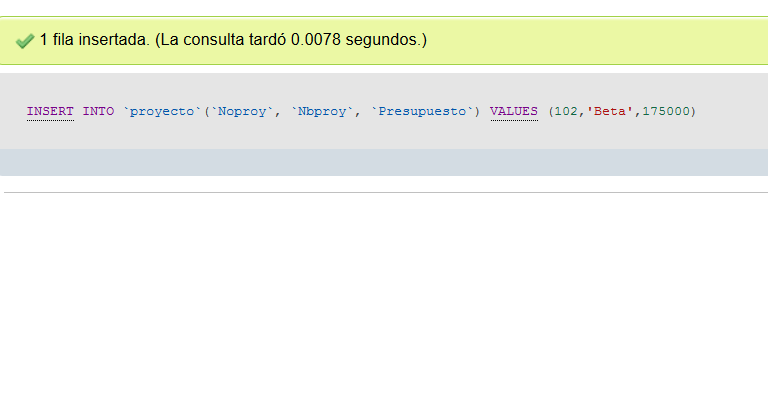 1 fila insertada. (La consulta tardó 0.0078 segundos.)
INSERT INTO `proyecto`(`Noproy`, `Nbproy`, `Presupuesto`) VALUES (102,'Beta',175000)